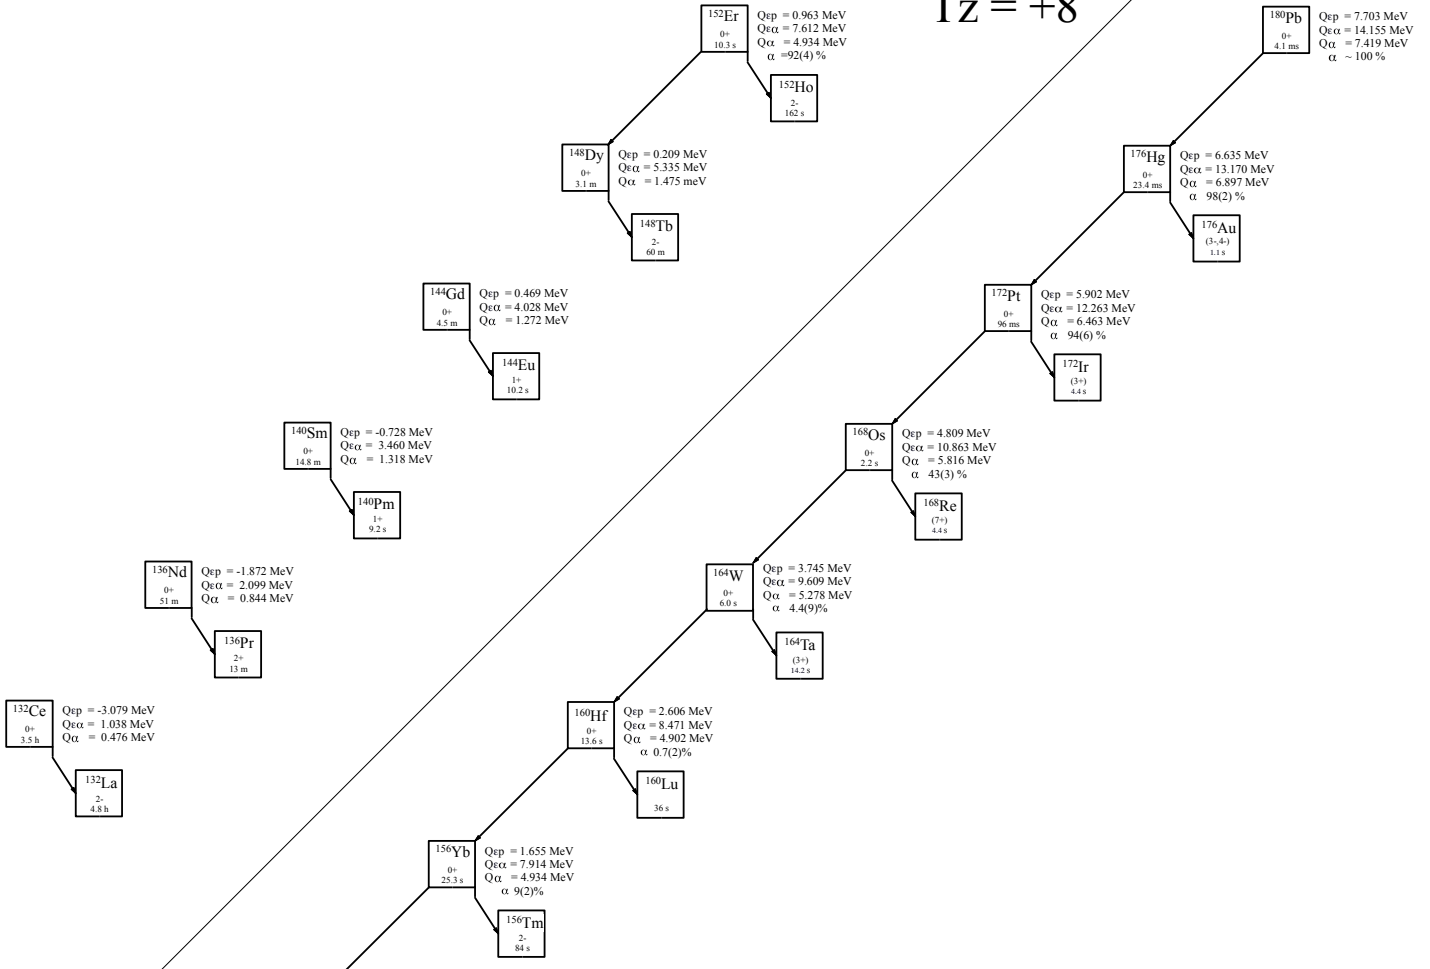 Tz = +8
152Er
0+
10.3 s
Qεp = 0.963 MeV
Qεα = 7.612 MeV
Qα = 4.934 MeV
α =92(4) %
152Ho
2-
162 s
148Dy
0+
3.1 m
Qεp = 0.209 MeV
Qεα = 5.335 MeV
Qα = 1.475 meV
148Tb
2-
60 m
144Gd
0+
4.5 m
Qεp = 0.469 MeV
Qεα = 4.028 MeV
Qα = 1.272 MeV
144Eu
1+
10.2 s
140Sm
0+
14.8 m
Qεp = -0.728 MeV
Qεα = 3.460 MeV
Qα = 1.318 MeV
140Pm
1+
9.2 s
136Nd
0+
51 m
Qεp = -1.872 MeV
Qεα = 2.099 MeV
Qα = 0.844 MeV
136Pr
2+
13 m
132Ce
0+
3.5 h
Qεp = -3.079 MeV
Qεα = 1.038 MeV
Qα = 0.476 MeV
132La
2-
4.8 h
180Pb
0+
4.1 ms
Qεp = 7.703 MeV
Qεα = 14.155 MeV
Qα = 7.419 MeV
α ~ 100 %
176Hg
0+
23.4 ms
Qεp = 6.635 MeV
Qεα = 13.170 MeV
Qα = 6.897 MeV
α 98(2) %
176Au
(3-,4-)
1.1 s
172Pt
0+
96 ms
Qεp = 5.902 MeV
Qεα = 12.263 MeV
Qα = 6.463 MeV
α 94(6) %
172Ir
(3+)
4.4 s
168Os
0+
2.2 s
Qεp = 4.809 MeV
Qεα = 10.863 MeV
Qα = 5.816 MeV
α 43(3) %
168Re
(7+)
4.4 s
164W
0+
6.0 s
Qεp = 3.745 MeV
Qεα = 9.609 MeV
Qα = 5.278 MeV
α 4.4(9)%
164Ta
(3+)
14.2 s
160Hf
0+
13.6 s
Qεp = 2.606 MeV
Qεα = 8.471 MeV
Qα = 4.902 MeV
α 0.7(2)%
160Lu
36 s
156Yb
0+
25.3 s
Qεp = 1.655 MeV
Qεα = 7.914 MeV
Qα = 4.934 MeV
α 9(2)%
156Tm
2-
84 s